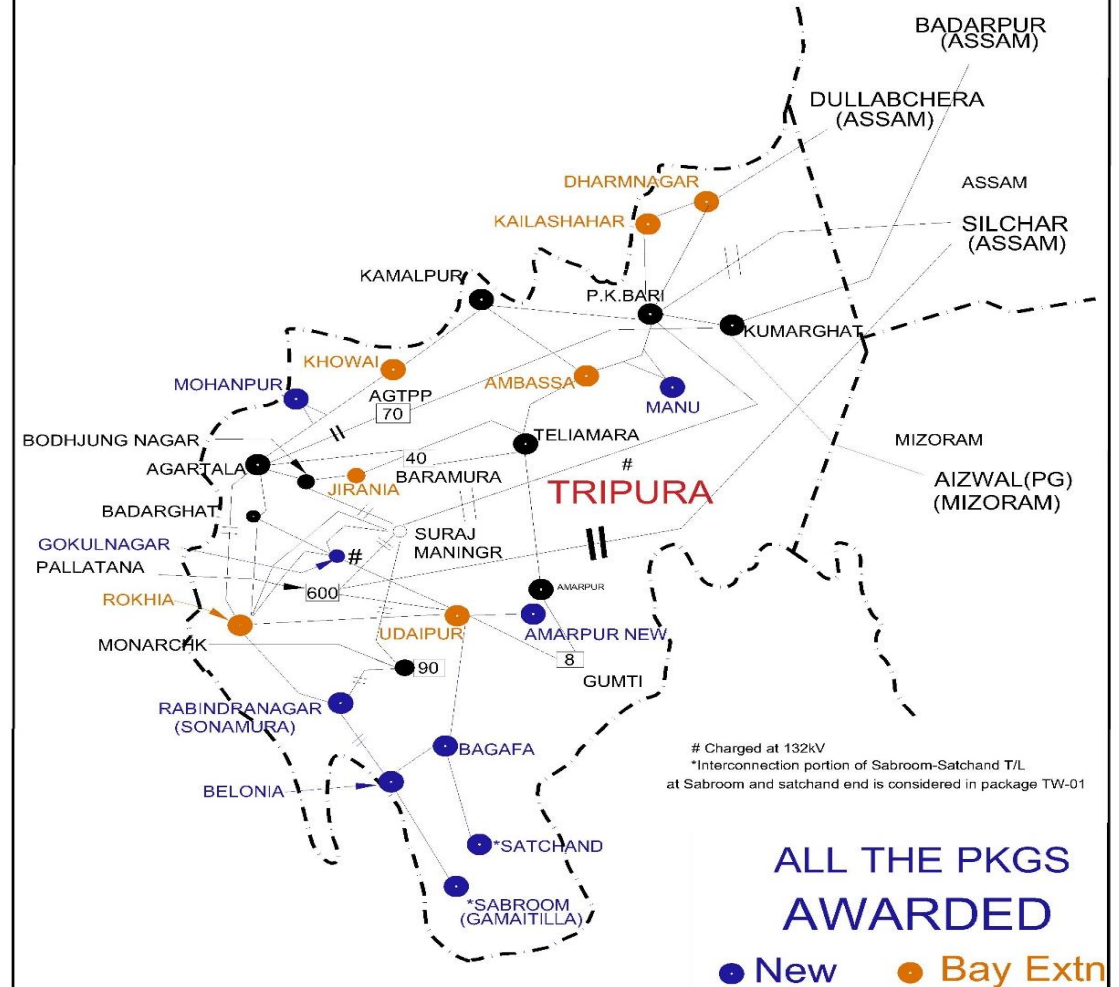 BADARPUR
(ASSAM)
DULLABCHERA
(ASSAM)
DHARMNAGAR
ASSAM
KAILASHAHAR
SILCHAR
(ASSAM)
KAMALPUR
P.K.BARI
KUMARGHAT
KHOWAI
MOHANPUR
AMBASSA
AGTPP
70
MANU
BODHJUNG NAGAR
TELIAMARA
MIZORAM
AGARTALA
40
#
BARAMURA
JIRANIA
TRIPURA
AIZWAL(PG)
(MIZORAM)
BADARGHAT
SURAJ
MANINGR
GOKULNAGAR
#
PALLATANA
600
AMARPUR
ROKHIA
UDAIPUR
AMARPUR NEW
MONARCHK
90
8
GUMTI
RABINDRANAGAR
(SONAMURA)
BAGAFA
# Charged at 132kV
*Interconnection portion of Sabroom-Satchand T/L
at Sabroom and satchand end is considered in package TW-01
BELONIA
*SATCHAND
ALL THE PKGS
AWARDED
*SABROOM
(GAMAITILLA)
New
Bay Extn